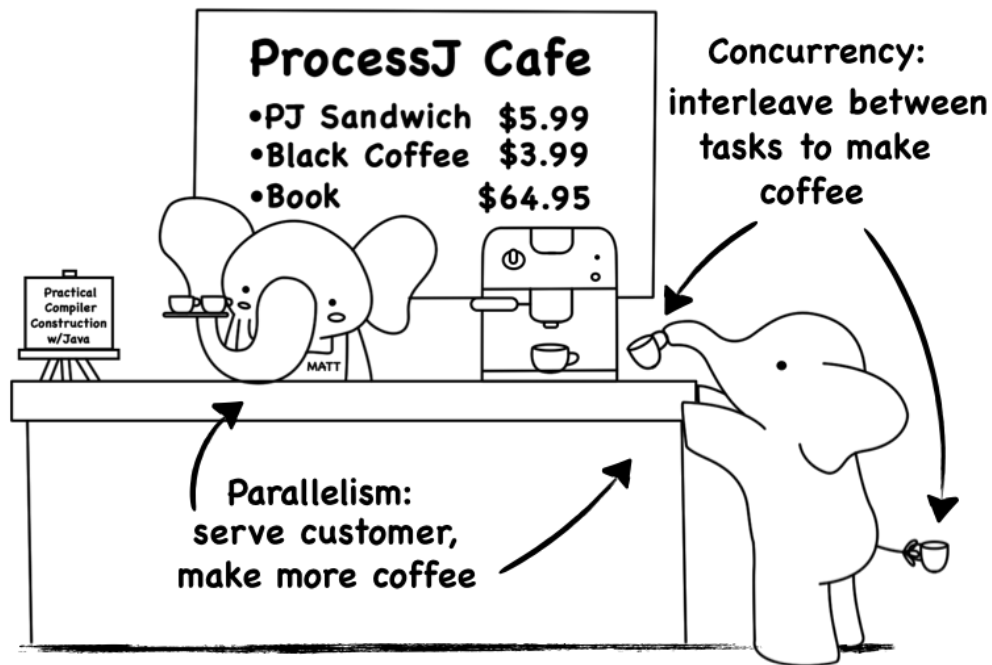 ProcessJ Cafe
•PJ Sandwich $5.99
•Black Coffee $3.99
•Book $64.95
Concurrency:
interleave between
tasks to make
coffee
Practical
Compiler
Construction
w/Java
MATT
Parallelism:
serve customer,
make more coffee